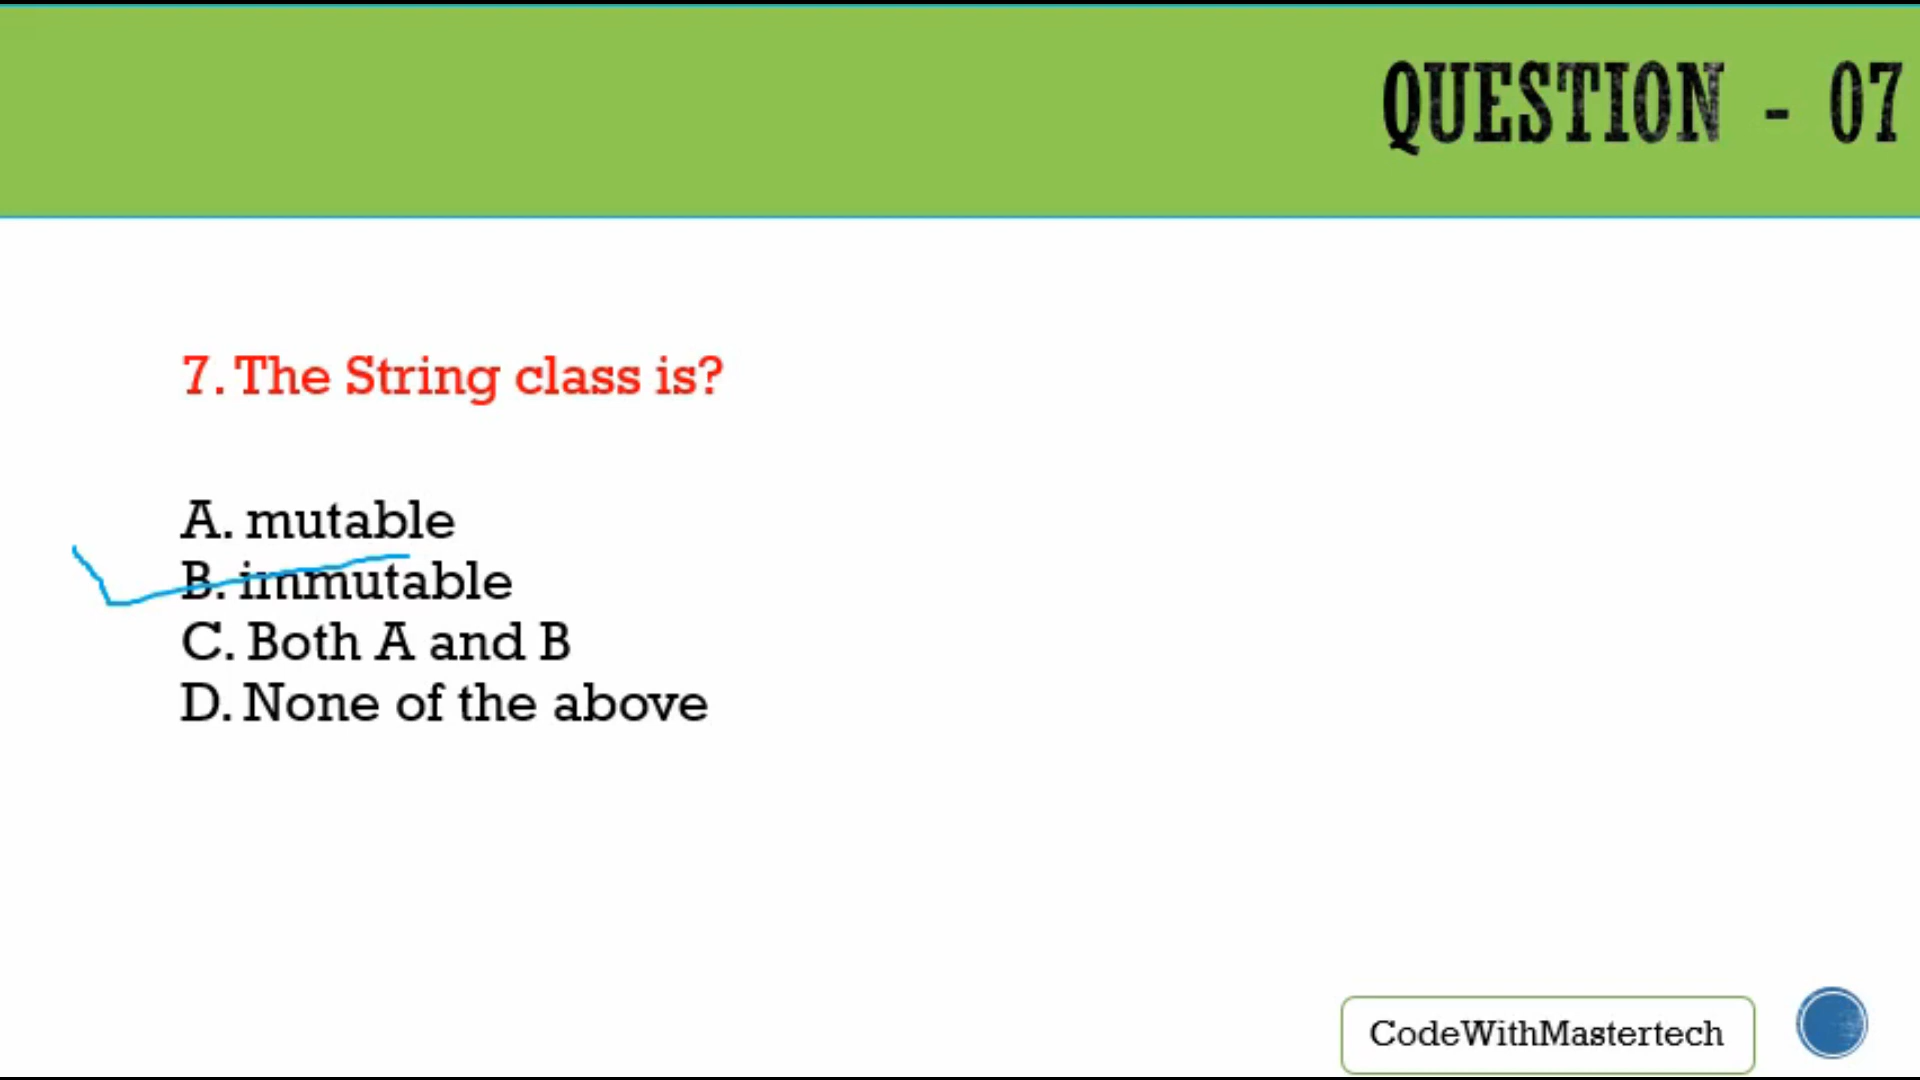 QUESTION - 07
7. The String class is?
A. mutable
B. immutable
C. Both A and B
D. None of the above
CodeWithMastertech